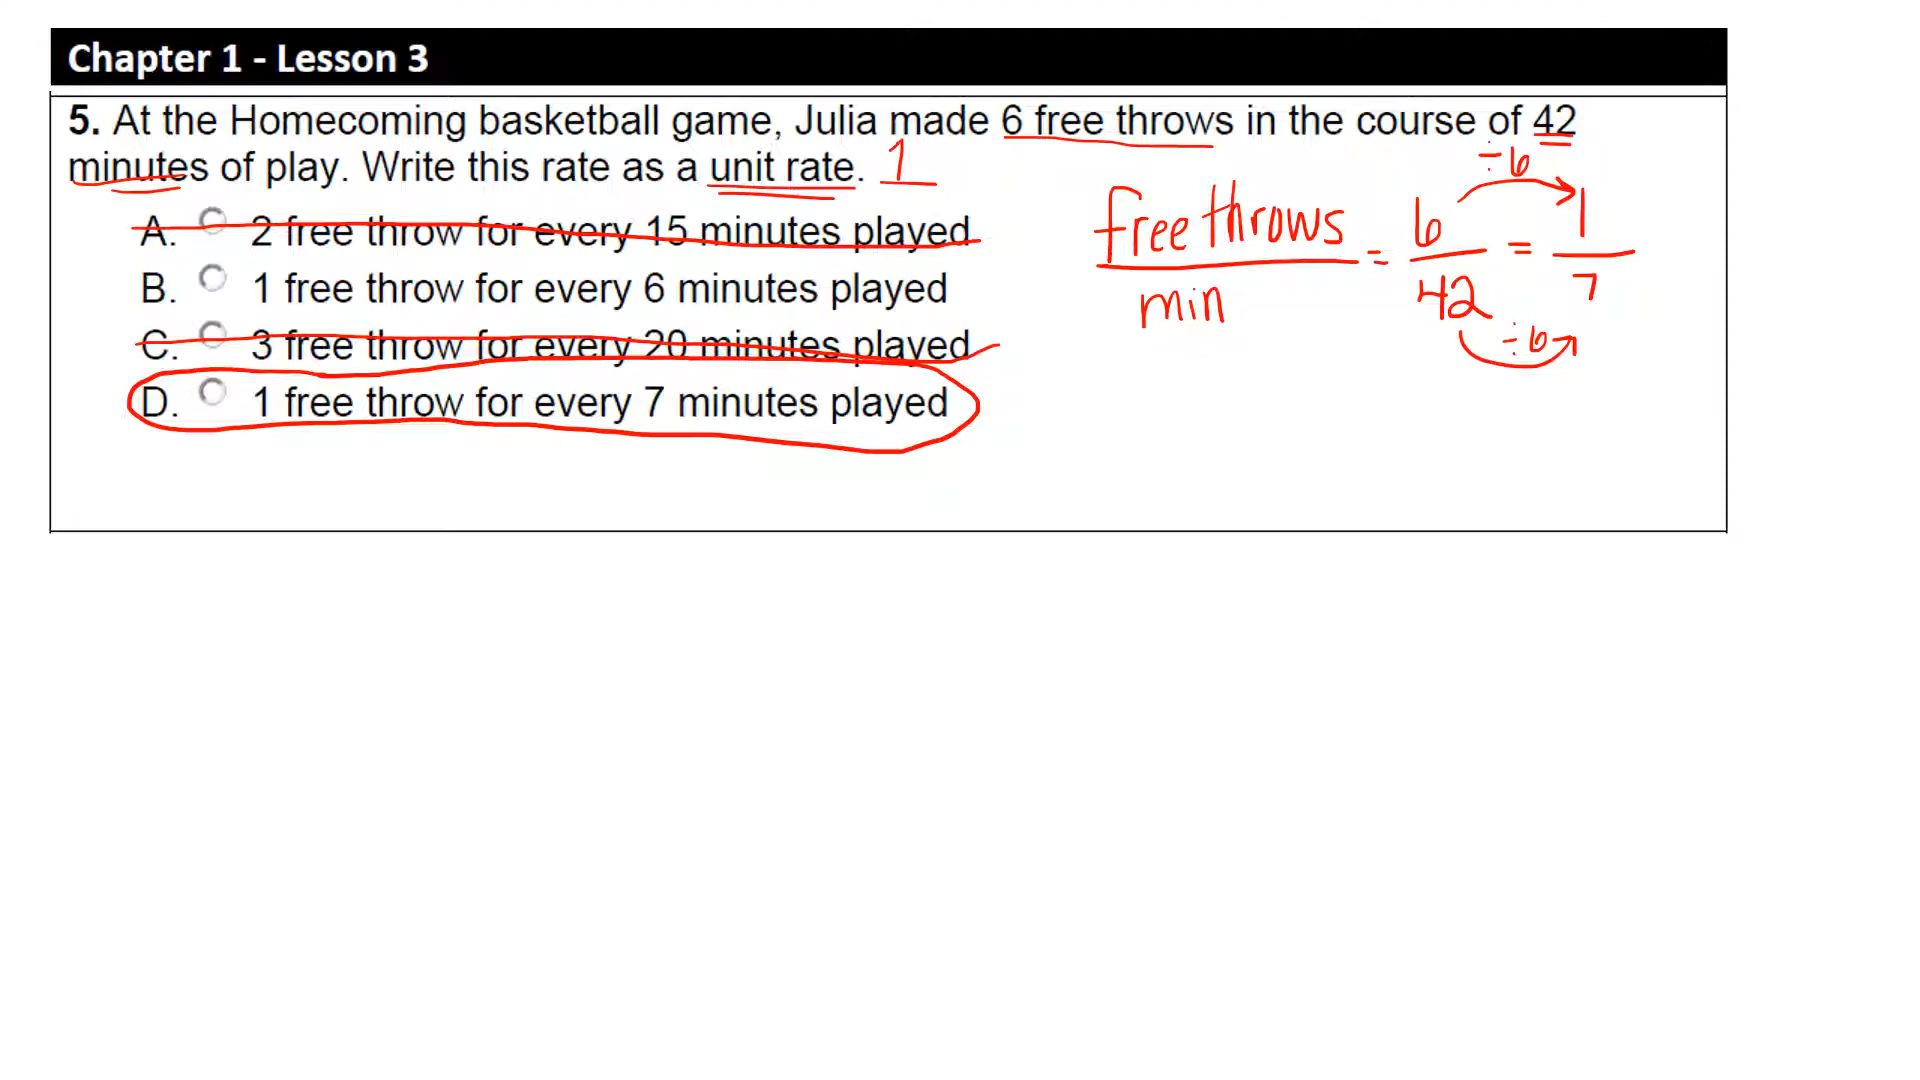 Chapter 1 - Lesson 3
5. At the Homecoming basketball game, Julia made 6 free throws in the course of 42
minutes of play. Write this rate as a unit rate. 1
A. 2 free throw for every 15 minutes played
B. 1 free throw for every 6 minutes played
C. 3 free throw for every 20 minutes played
D. 1 free throw for every 7 minutes played
÷6
free throws = 6 = 1
min 42 7
÷6